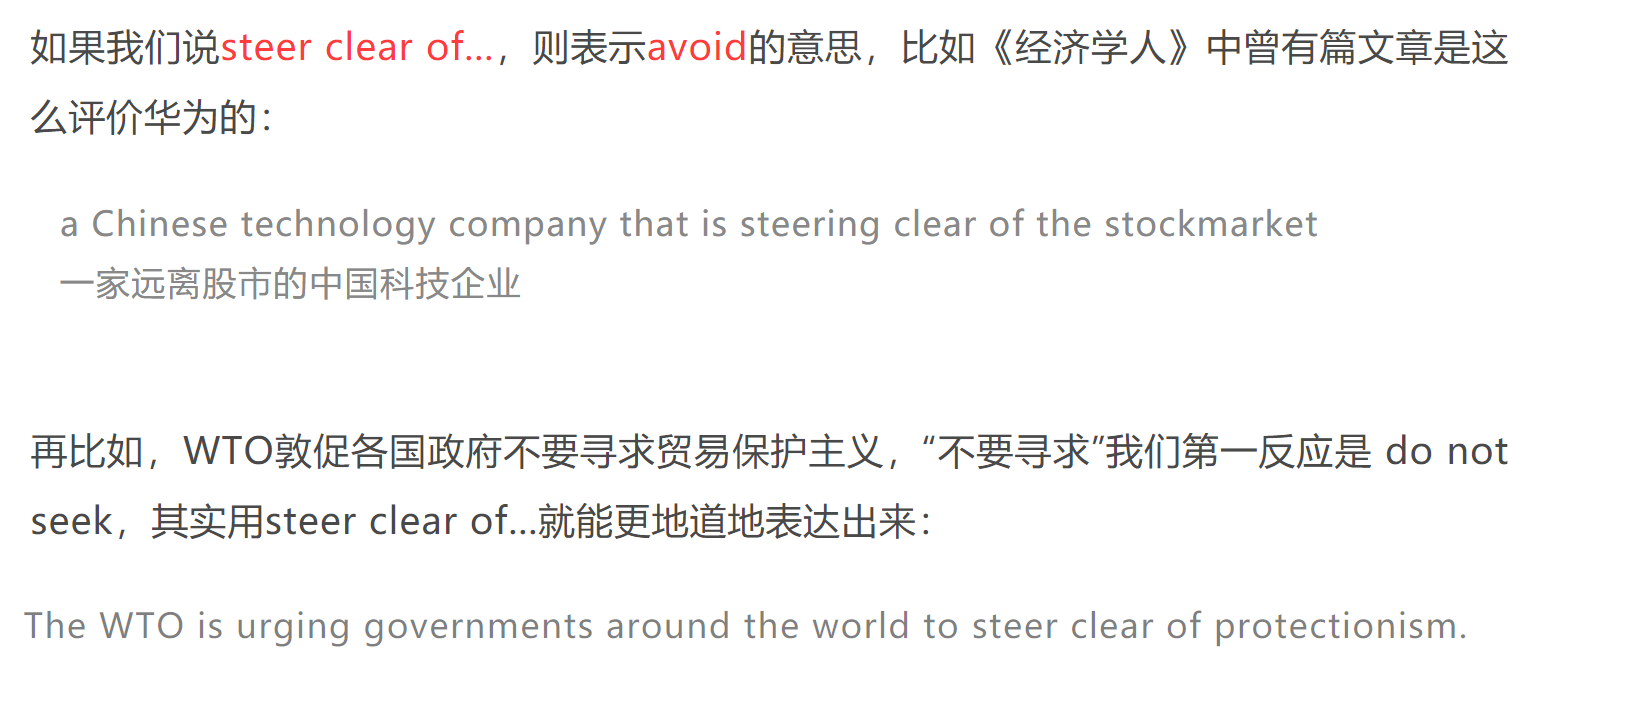 如果我们说steer clear of...，则表示avoid的意思，比如《经济学人》中曾有篇文章是这
么评价华为的：
a Chinese technology company that is steering clear of the stockmarket
一家远离股市的中国科技企业
再比如，WTO敦促各国政府不要寻求贸易保护主义，“不要寻求”我们第一反应是 do not
seek，其实用steer clear of...就能更地道地表达出来：
The WTO is urging governments around the world to steer clear of protectionism.